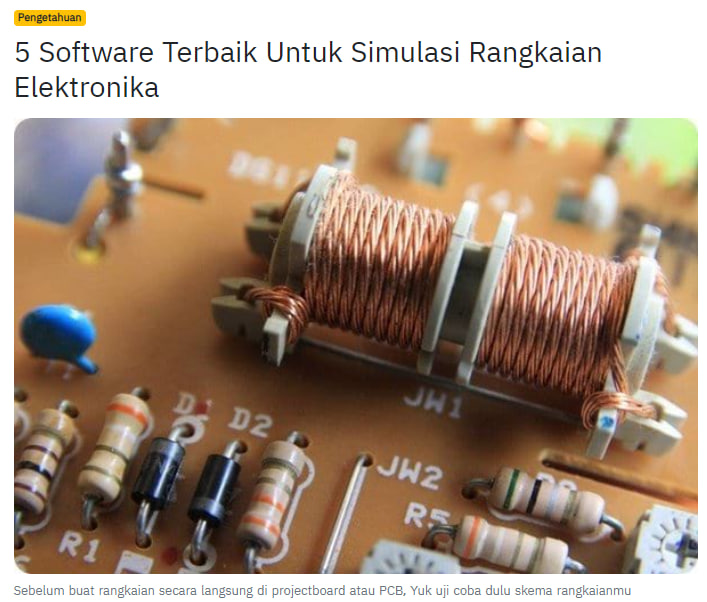 Pengetahuan
5 Software Terbaik Untuk Simulasi Rangkaian
Elektronika
JW1
D2
JW2
R5
R1
Sebelum buat rangkaian secara langsung di projectboard atau PCB, Yuk uji coba dulu skema rangkaianmu